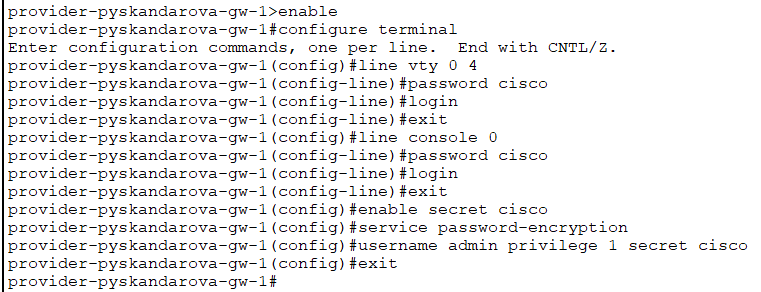 provider-pyskandarova-gw-1>enable
provider-pyskandarova-gw-1#configure terminal
Enter configuration commands, one per line.  End with CNTL/Z.
provider-pyskandarova-gw-1(config)#line vty 0 4
provider-pyskandarova-gw-1(config-line)#password cisco
provider-pyskandarova-gw-1(config-line)#login
provider-pyskandarova-gw-1(config-line)#exit
provider-pyskandarova-gw-1(config)#line console 0
provider-pyskandarova-gw-1(config-line)#password cisco
provider-pyskandarova-gw-1(config-line)#login
provider-pyskandarova-gw-1(config-line)#exit
provider-pyskandarova-gw-1(config)#enable secret cisco
provider-pyskandarova-gw-1(config)#service password-encryption
provider-pyskandarova-gw-1(config)#username admin privilege 1 secret cisco
provider-pyskandarova-gw-1(config)#exit
provider-pyskandarova-gw-1#